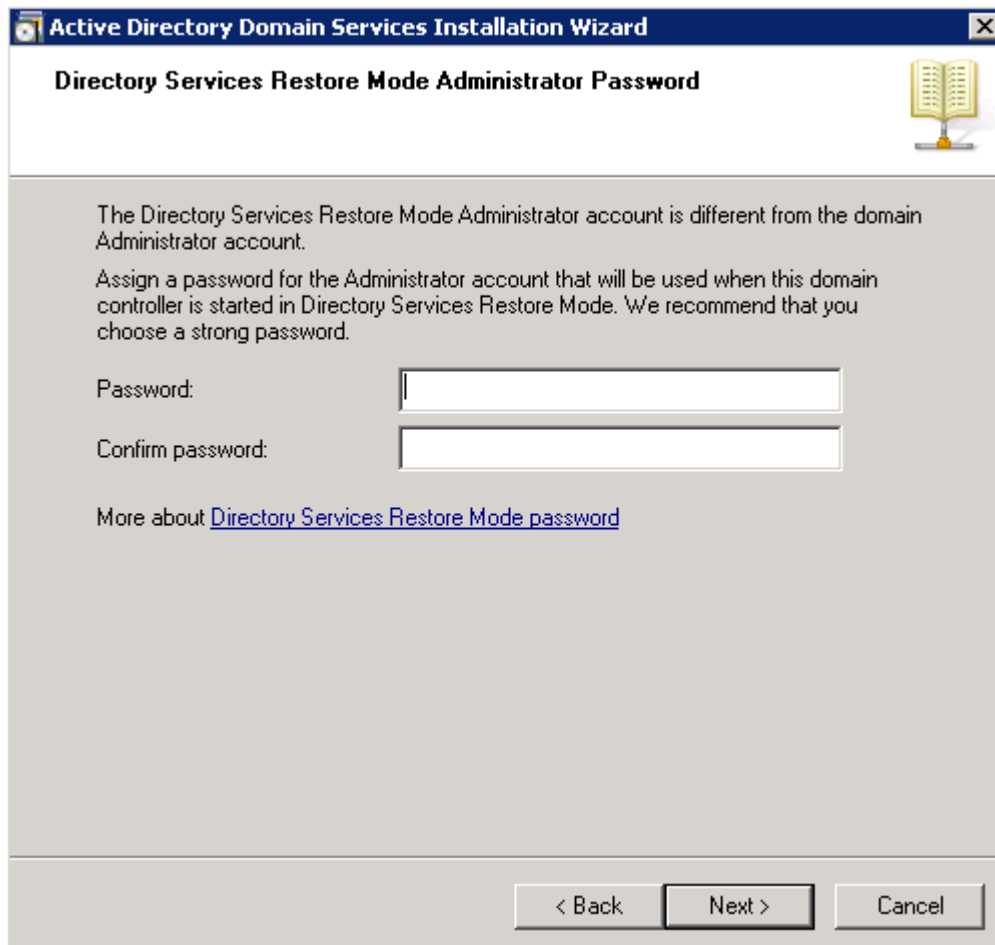 Active Directory Domain Services Installation Wizard
Directory Services Restore Mode Administrator Password
The Directory Services Restore Mode Administrator account is different from the domain
Administrator account.
Assign a password for the Administrator account that will be used when this domain
controller is started in Directory Services Restore Mode. We recommend that you
choose a strong password.
Password:
Confirm password:
More about Directory Services Restore Mode password
< Back Next > Cancel